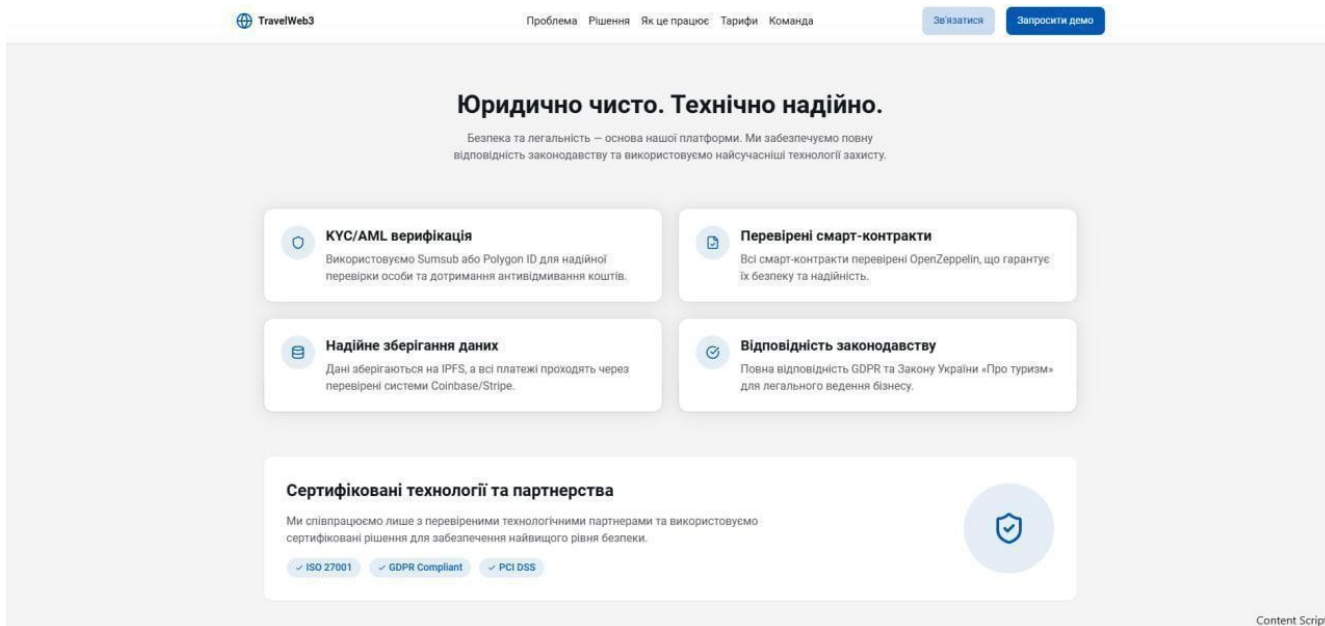 TravelWeb3
Проблема Рішення Як це працює Тарифи Команда
Зв'язатися
Запросити демо
Юридично чисто. Технічно надійно.
Безпека та легальність — основа нашої платформи. Ми забезпечуємо повну
відповідність законодавству та використовуємо найсучасніші технології захисту.
KYC/AML верифікація
Використовуємо Sumsub або Polygon ID для надійної
перевірки особи та дотримання антивідмивання коштів.
Перевірені смарт-контракти
Всі смарт-контракти перевірені OpenZeppelin, що гарантує
їх безпеку та надійність.
Надійне зберігання даних
Дані зберігаються на IPFS, а всі платежі проходять через
перевірені системи Coinbase/Stripe.
Відповідність законодавству
Повна відповідність GDPR та Закону України «Про туризм»
для легального ведення бізнесу.
Сертифіковані технології та партнерства
Ми співпрацюємо лише з перевіреними технологічними партнерами та використовуємо
сертифіковані рішення для забезпечення найвищого рівня безпеки.
✓ ISO 27001 ✓ GDPR Compliant ✓ PCI DSS
Content Script